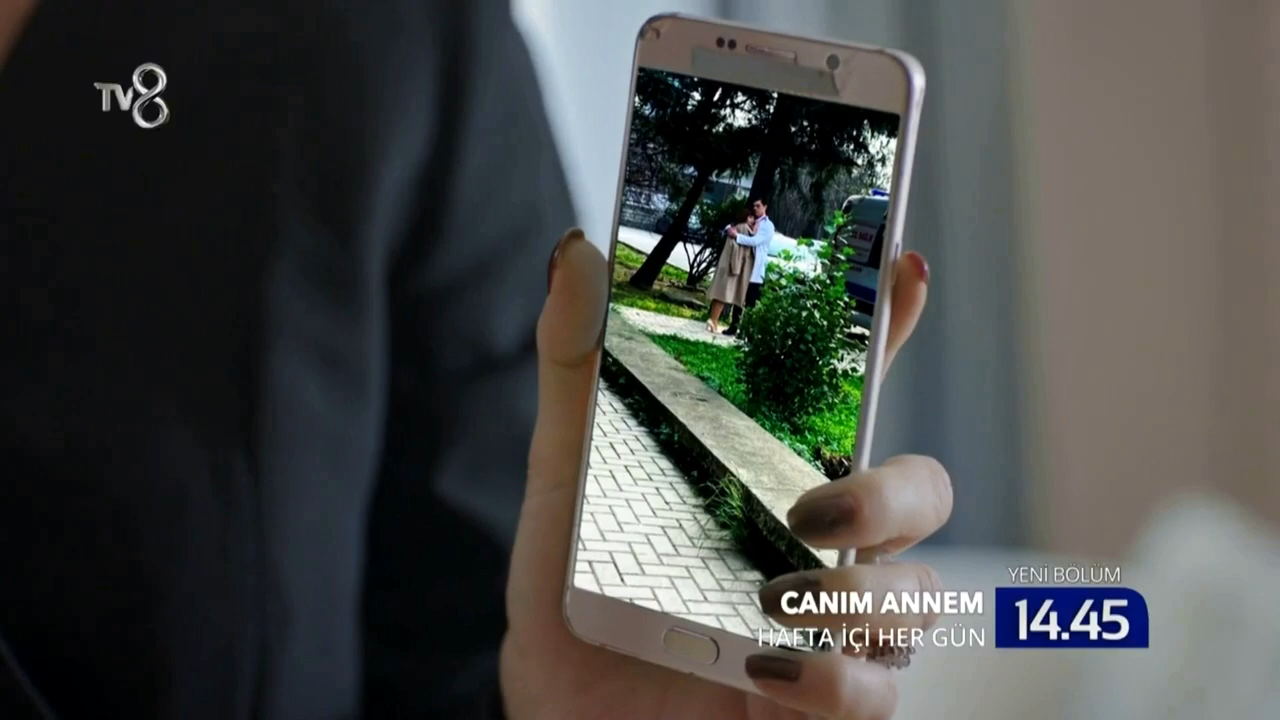 TV8
YENİ BÖLÜM
CANIM ANNEM
14.45
HAFTA İÇİ HER GÜN